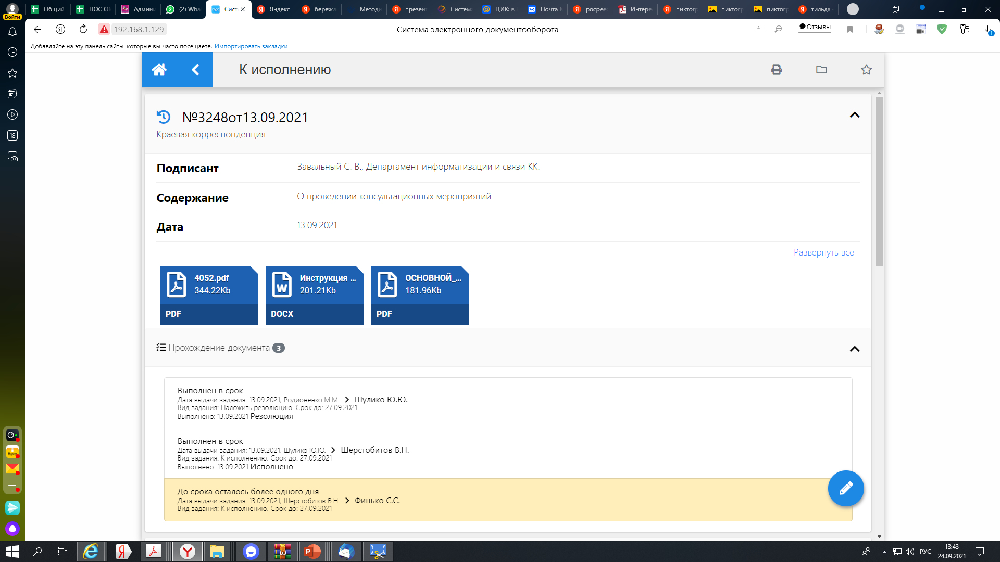 Общий
ПОС ОМ
Админи
(2) Wha
Сист
Яндекс
бережл
Методи
презен
Систем
ЦИК: в
Почта М
росрее
Интере
пиктогр
пиктогр
пиктогр
тильда
Войти
192.168.1.129
Система электронного документооборота
Отзывы
1
Добавляйте на эту панель сайты, которые вы часто посещаете. Импортировать закладки
К исполнению
18
№3248от13.09.2021
Краевая корреспонденция
Подписант
Завальный С. В., Департамент информатизации и связи КК.
Содержание
О проведении консультационных мероприятий
Дата
13.09.2021
Развернуть все
4052.pdf
344.22Kb
PDF
Инструкция ...
201.21Kb
DOCX
ОСНОВНОЙ_...
181.96Kb
PDF
Прохождение документа 3
Выполнен в срок
Дата выдачи задания: 13.09.2021, Родионенко М.М. > Шулико Ю.Ю.
Вид задания: Наложить резолюцию. Срок до: 27.09.2021
Выполнено: 13.09.2021 Резолюция
Выполнен в срок
Дата выдачи задания: 13.09.2021, Шулико Ю.Ю. > Шерстобитов В.Н.
Вид задания: К исполнению. Срок до: 27.09.2021
Выполнено: 13.09.2021 Исполнено
До срока осталось более одного дня
Дата выдачи задания: 13.09.2021, Шерстобитов В.Н. > Финько С.С.
Вид задания: К исполнению. Срок до: 27.09.2021
Маркет
РУС
13:43
24.09.2021